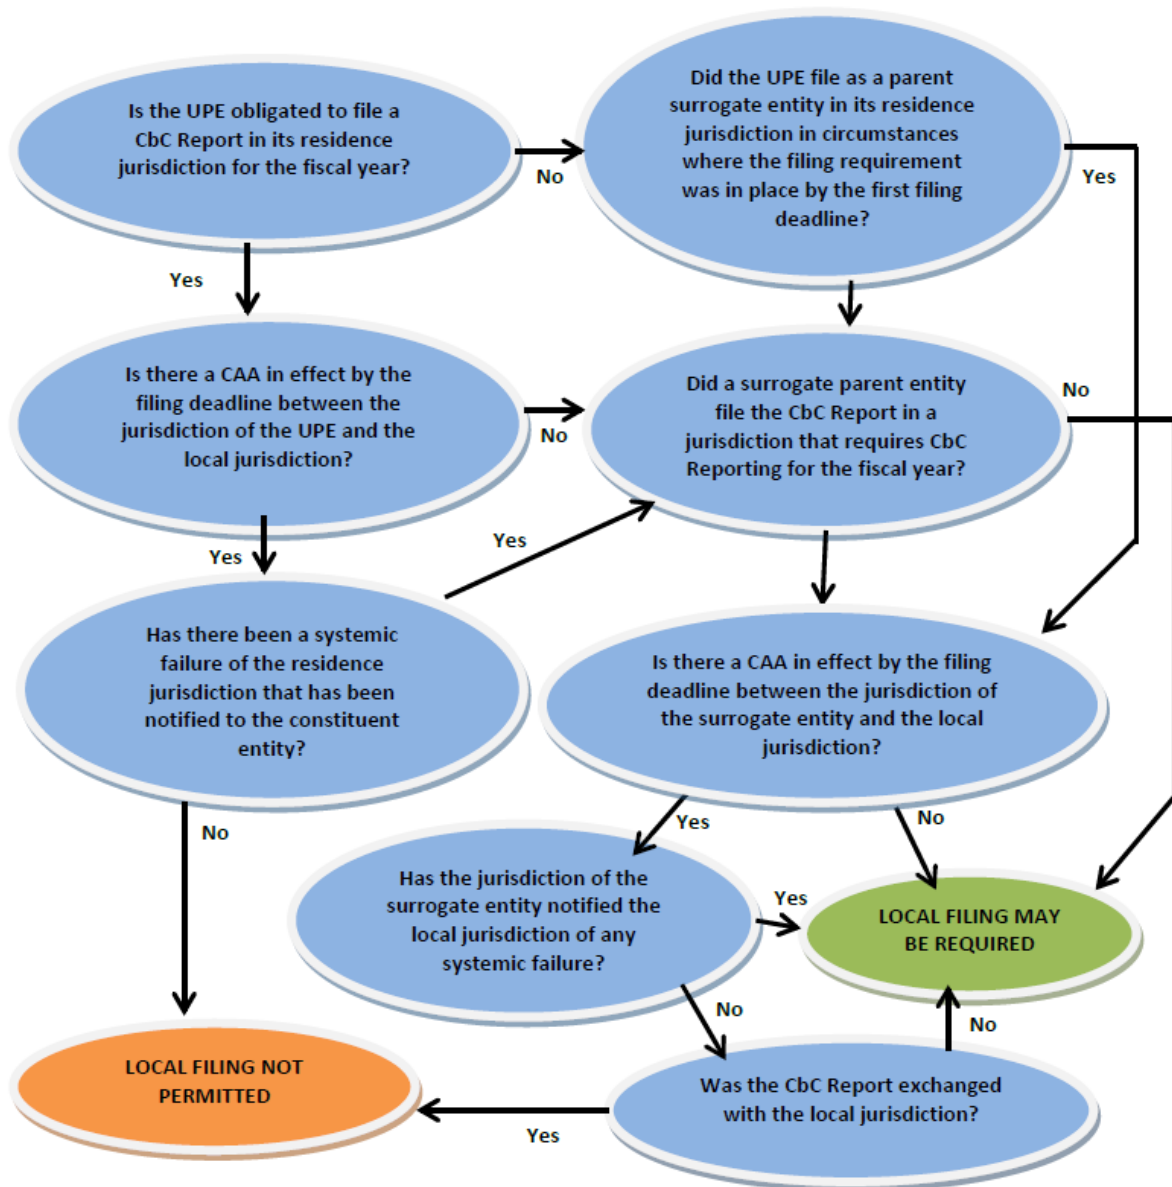 Is the UPE obligated to file a
CbC Report in its residence
jurisdiction for the fiscal year?
No
Did the UPE file as a parent
surrogate entity in its residence
jurisdiction in circumstances
where the filing requirement
was in place by the first filing
deadline?
Yes
Yes
Is there a CAA in effect by the
filing deadline between the
jurisdiction of the UPE and the
local jurisdiction?
No
Did a surrogate parent entity
file the CbC Report in a
jurisdiction that requires CbC
Reporting for the fiscal year?
No
Yes
Yes
Has there been a systemic
failure of the residence
jurisdiction that has been
notified to the constituent
entity?
Is there a CAA in effect by the filing
deadline between the jurisdiction of
the surrogate entity and the local
jurisdiction?
No
Yes
No
Has the jurisdiction of the
surrogate entity notified the
local jurisdiction of any
systemic failure?
Yes
LOCAL FILING MAY
BE REQUIRED
No
No
LOCAL FILING NOT
PERMITTED
Was the CbC Report exchanged
with the local jurisdiction?
Yes